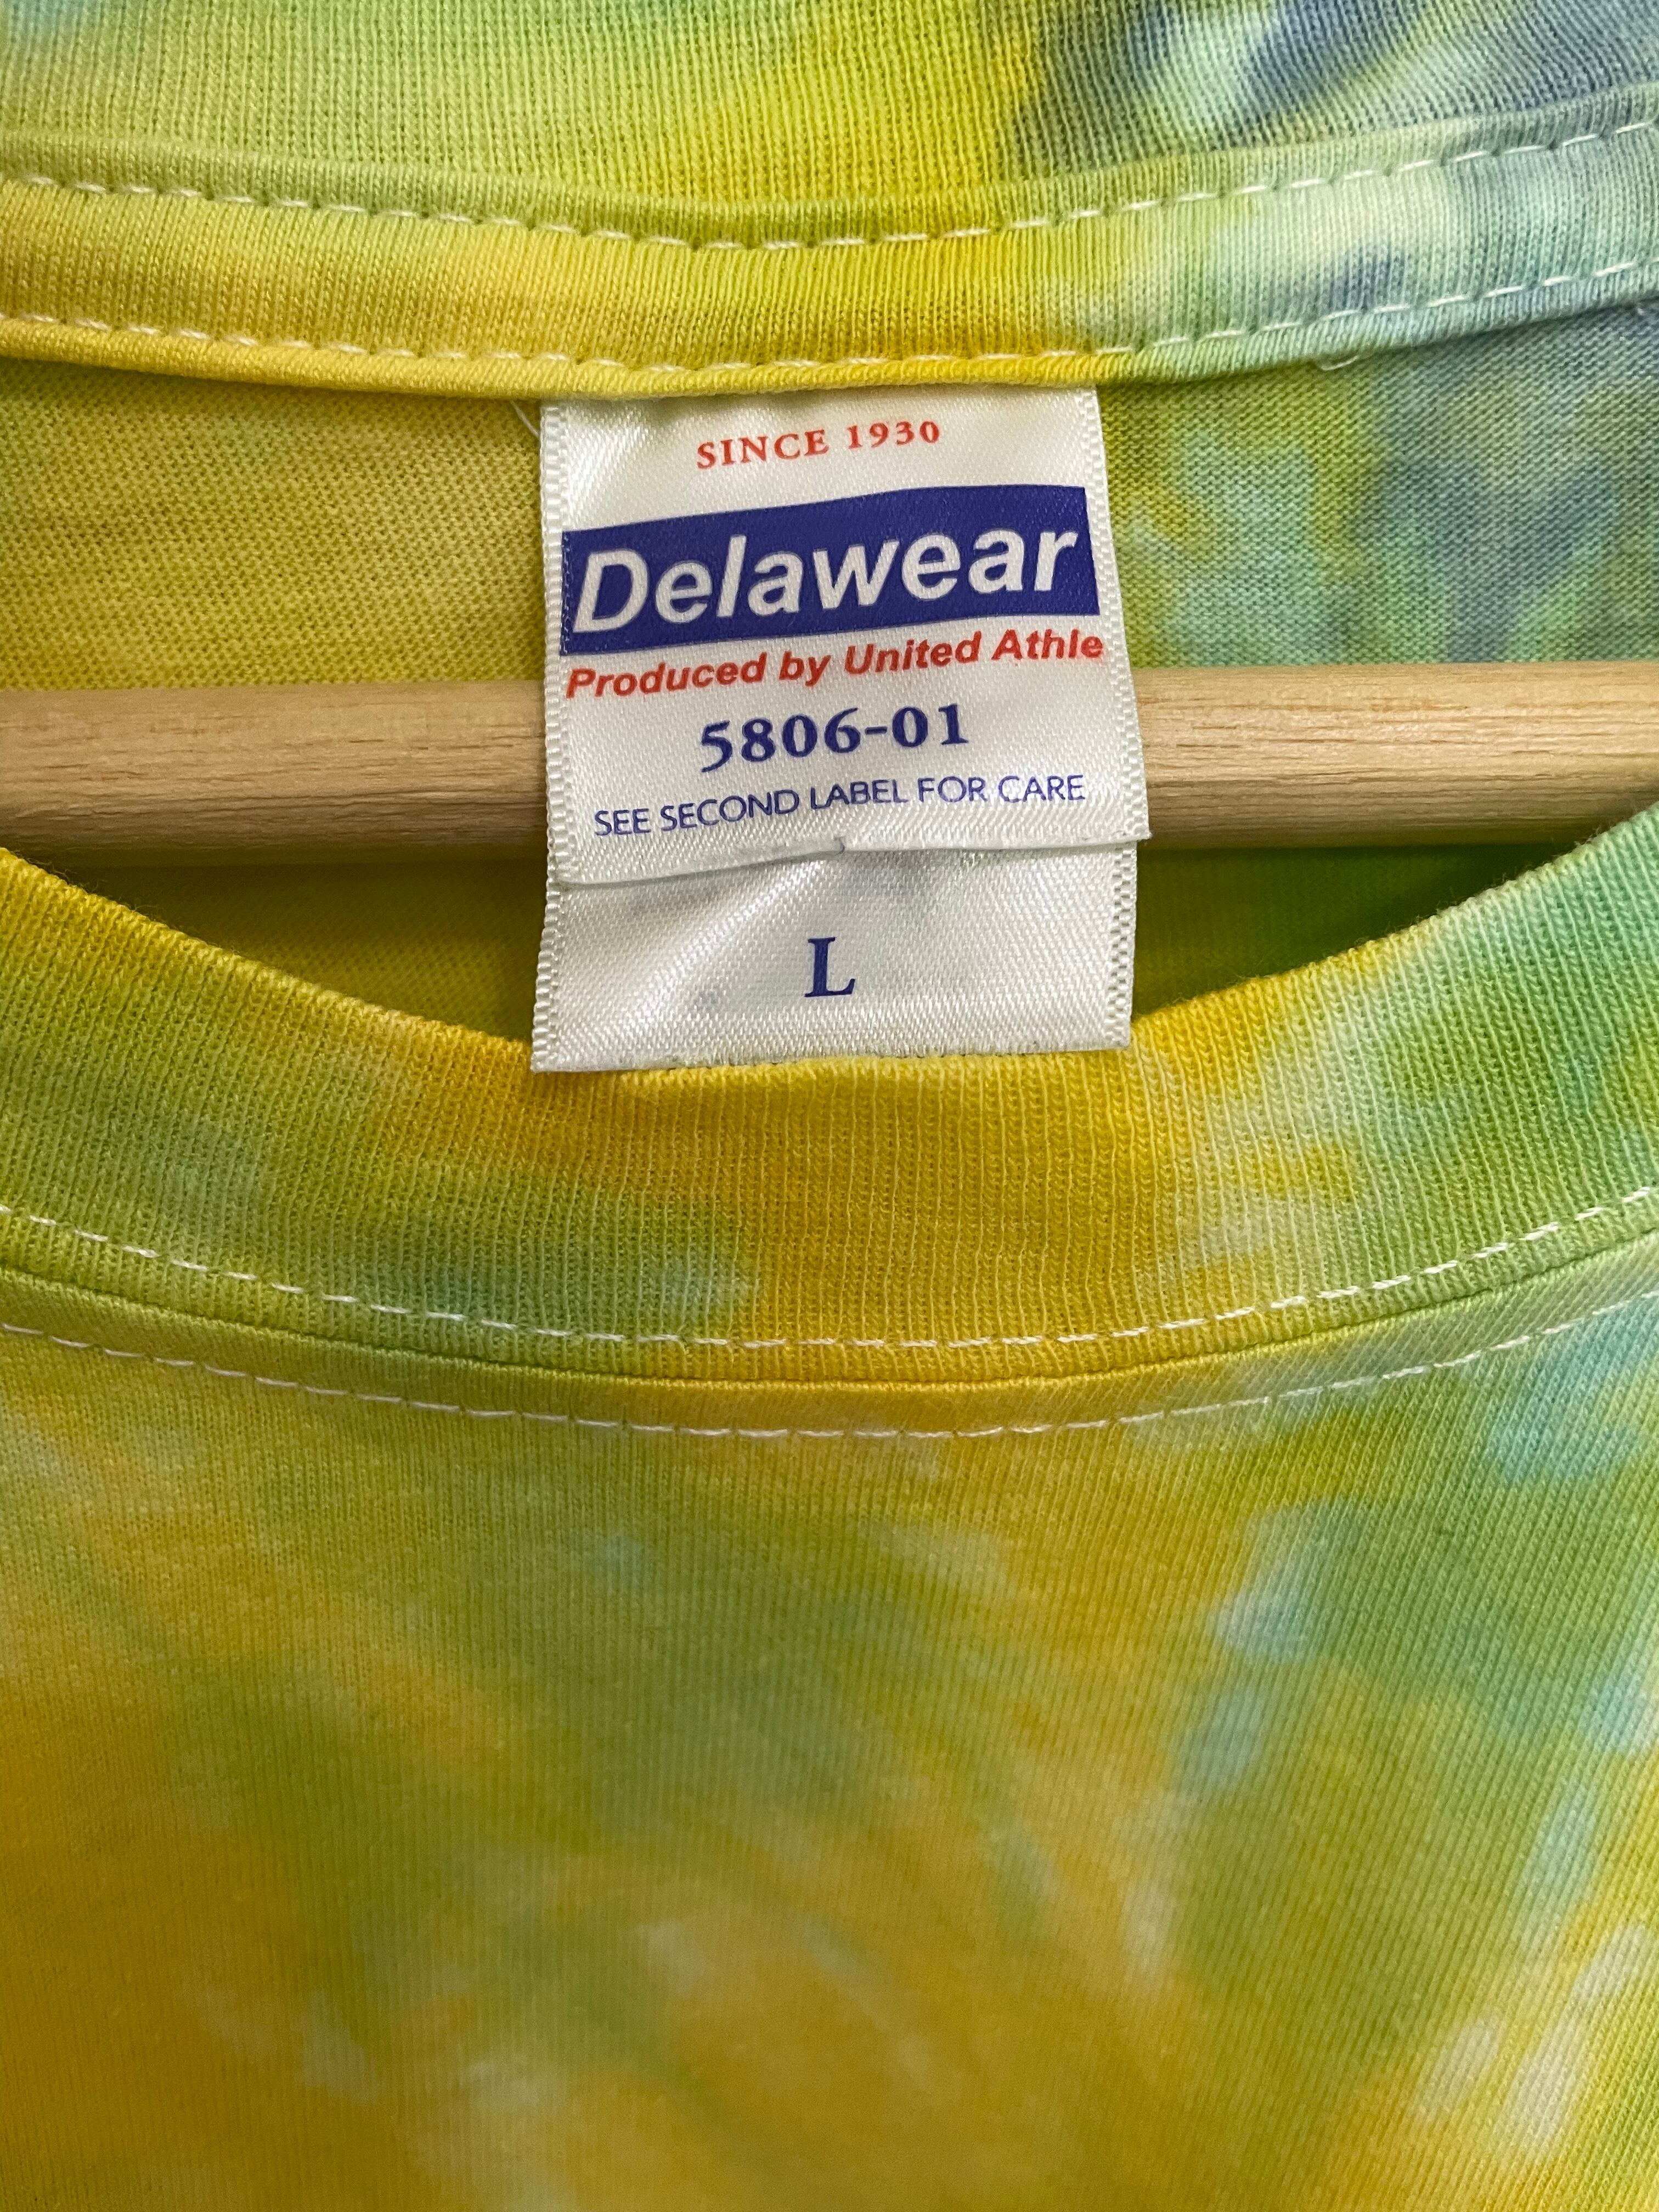 SINCE 1930
Delawear
Produced by United Athle
5806-01
SEE SECOND LABEL FOR CARE
L